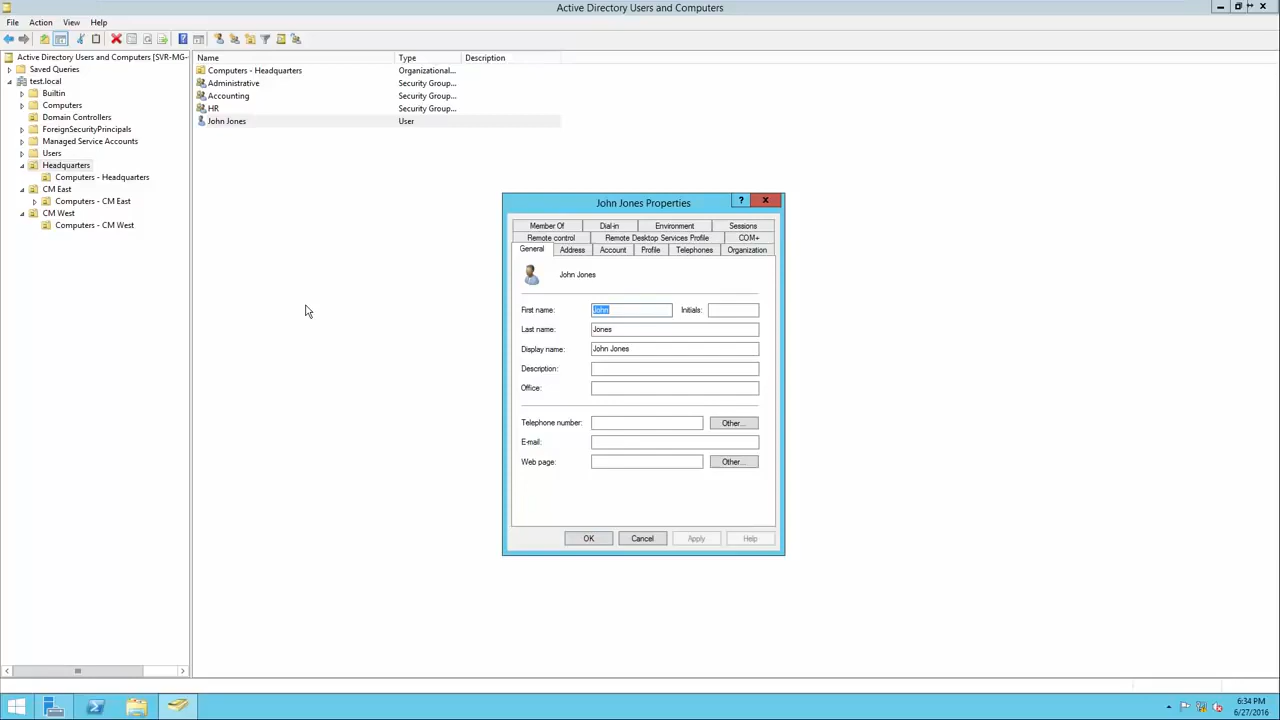 Active Directory Users and Computers
File Action View Help
Active Directory Users and Computers [SVR-MG-
Saved Queries
test.local
Builtin
Computers
Domain Controllers
ForeignSecurityPrincipals
Managed Service Accounts
Users
Headquarters
Computers - Headquarters
CM East
Computers - CM East
CM West
Computers - CM West
Name Type Description
Computers - Headquarters Organizational...
Administrative Security Group...
Accounting Security Group...
HR Security Group...
John Jones User
John Jones Properties
Member Of Dial-in Environment Sessions
Remote control Remote Desktop Services Profile COM+
General Address Account Profile Telephones Organization
John Jones
First name: John Initials:
Last name: Jones
Display name: John Jones
Description:
Office:
Telephone number: Other...
E-mail:
Web page: Other...
OK Cancel Apply Help
6:34 PM
6/27/2016